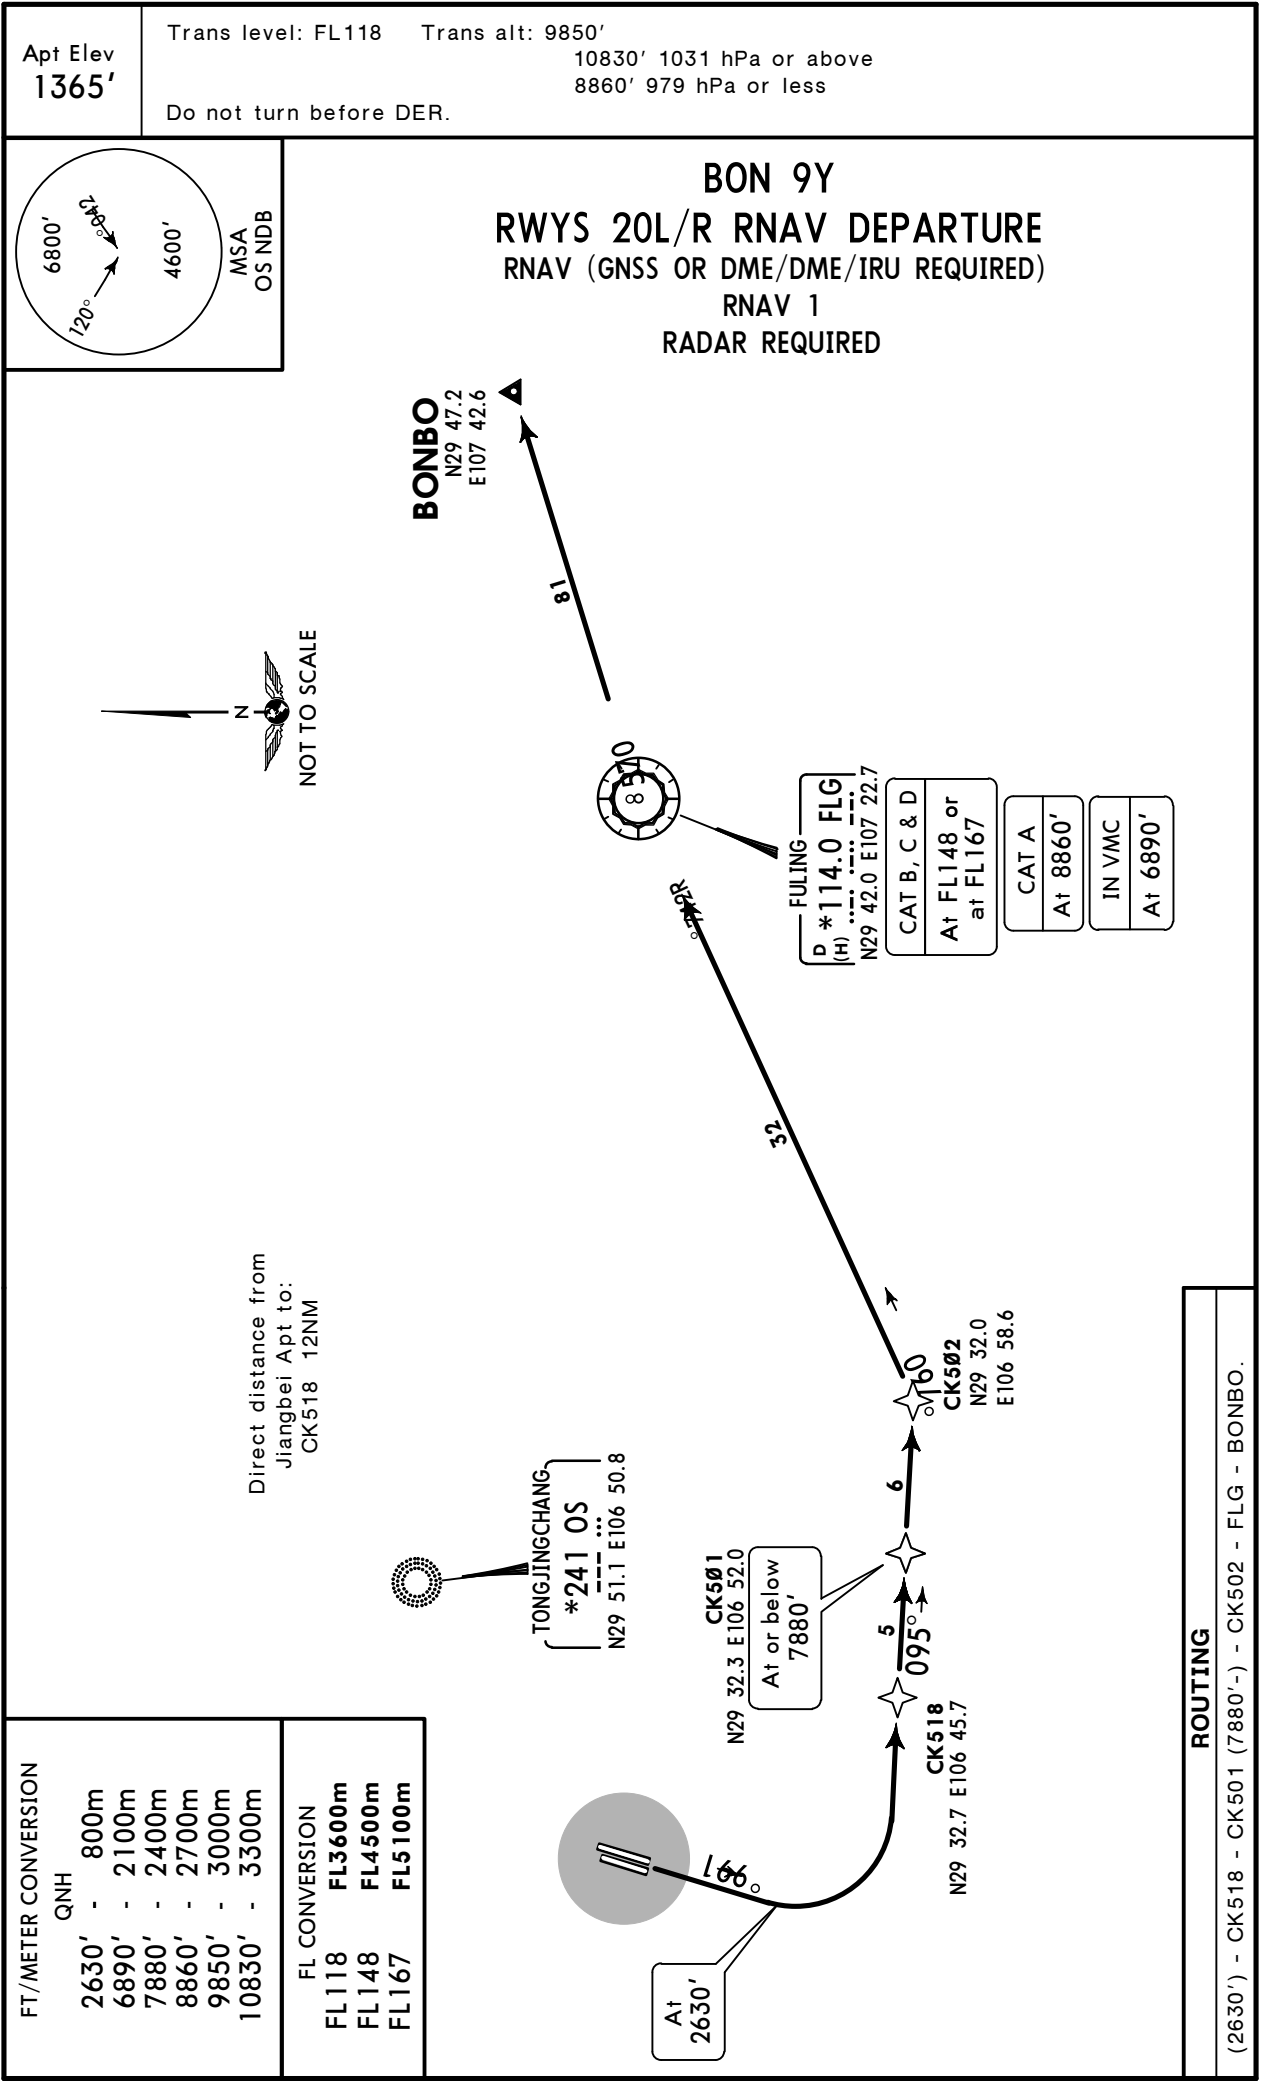 Apt Elev
1365'
Trans level: FL118 Trans alt: 9850'
10830' 1031 hPa or above
8860' 979 hPa or less
Do not turn before DER.
6800'
4600'
120°
042°
MSA
OS NDB
BON 9Y
RWYS 20L/R RNAV DEPARTURE
RNAV (GNSS OR DME/DME/IRU REQUIRED)
RNAV 1
RADAR REQUIRED
BONBO
N29 47.2
E107 42.6
18
N
NOT TO SCALE
FULING
D *114.0 FLG
(H)
N29 42.0 E107 22.7
CAT B, C & D
At FL148 or
at FL167
CAT A
At 8860'
IN VMC
At 6890'
32
Direct distance from
Jiangbei Apt to:
CK518 12NM
TONGJINGCHANG
*241 OS
N29 51.1 E106 50.8
CK5Ø2
N29 32.0
E106 58.6
6
CK5Ø1
N29 32.3 E106 52.0
At or below
7880'
5
095°
CK518
N29 32.7 E106 45.7
At
2630'
FT/METER CONVERSION
QNH
2630' - 800m
6890' - 2100m
7880' - 2400m
8860' - 2700m
9850' - 3000m
10830' - 3300m
FL CONVERSION
FL118 FL3600m
FL148 FL4500m
FL167 FL5100m
ROUTING
(2630') - CK518 - CK501 (7880'-) - CK502 - FLG - BONBO.